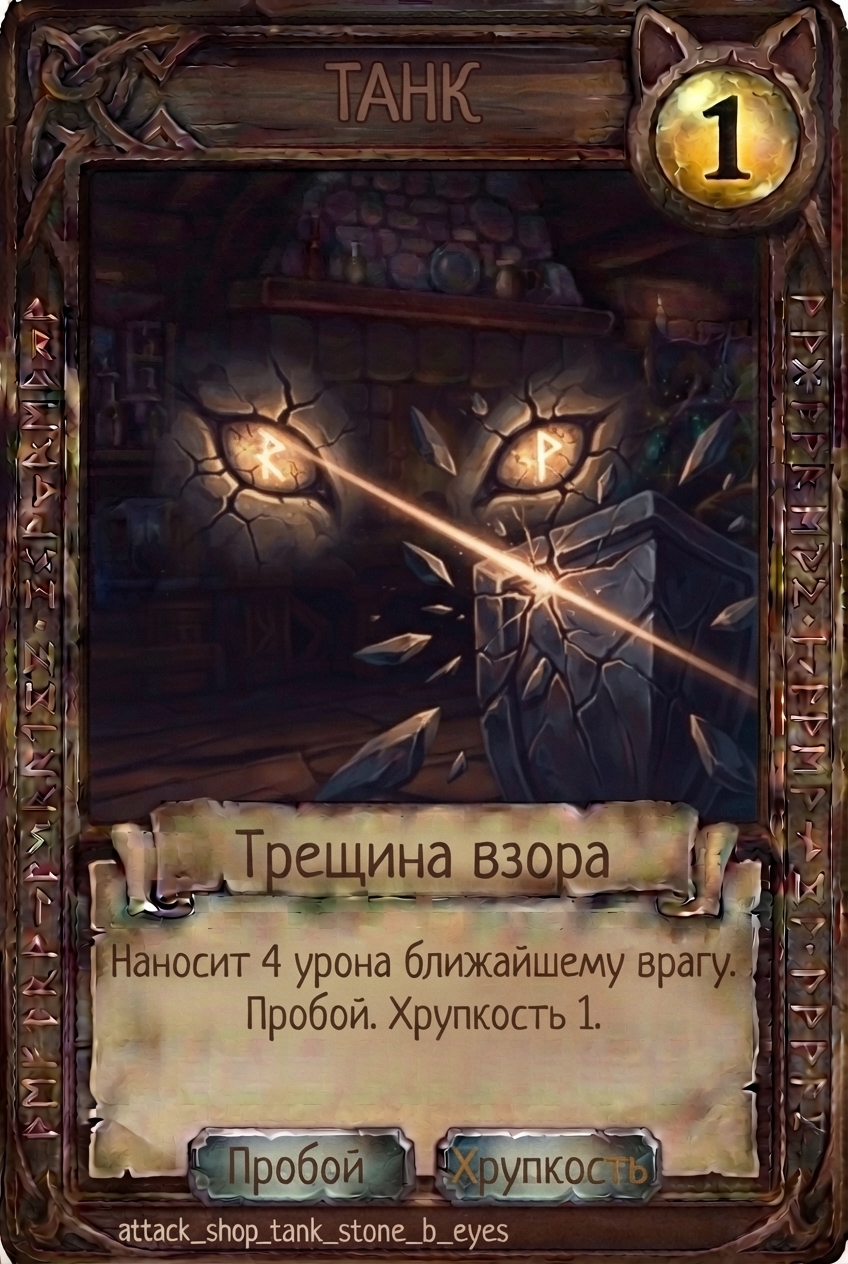 ТАНК
1
Трещина взора
Наносит 4 урона ближайшему врагу.
Пробой. Хрупкость 1.
Пробой
Хрупкость
attack_shop_tank_stone_b_eyes